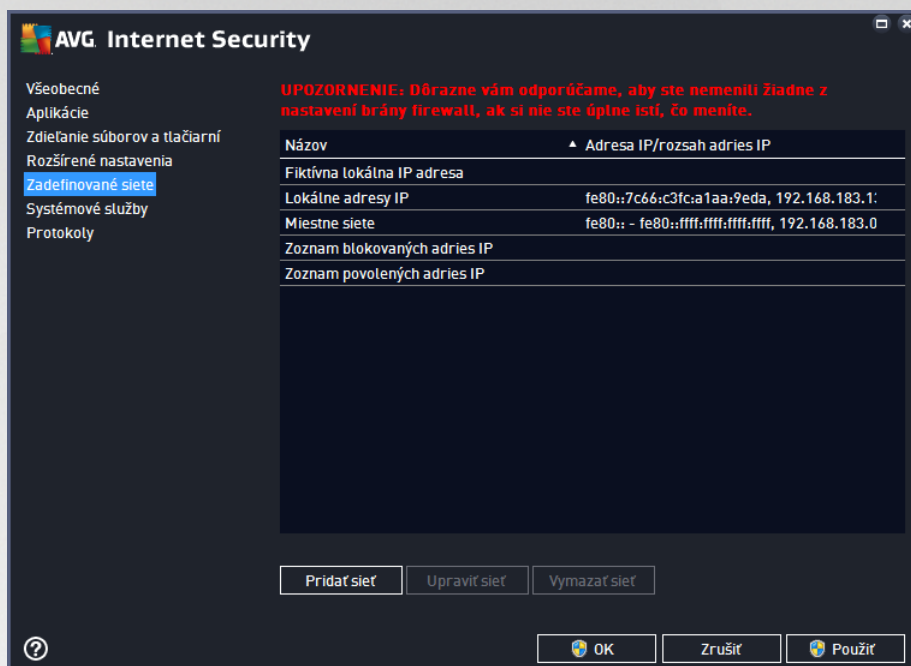 AVG Internet Security
Všeobecné
Aplikácie
Zdieľanie súborov a tlačiarní
Rozšírené nastavenia
Zadefinované siete
Systémové služby
Protokoly
UPOZORNENIE: Dôrazne vám odporúčame, aby ste nemenili žiadne z
nastavení brány firewall, ak si nie ste úplne istí, čo meníte.
Názov Adresa IP/rozsah adries IP
Fiktívna lokálna IP adresa
Lokálne adresy IP fe80::7c66:c3fc:a1aa:9eda, 192.168.183.1
Miestne siete fe80:: - fe80::ffff:ffff:ffff:ffff, 192.168.183.0
Zoznam blokovaných adries IP
Zoznam povolených adries IP
Pridať sieť Upraviť sieť Vymazať sieť
? OK Zrušiť Použiť